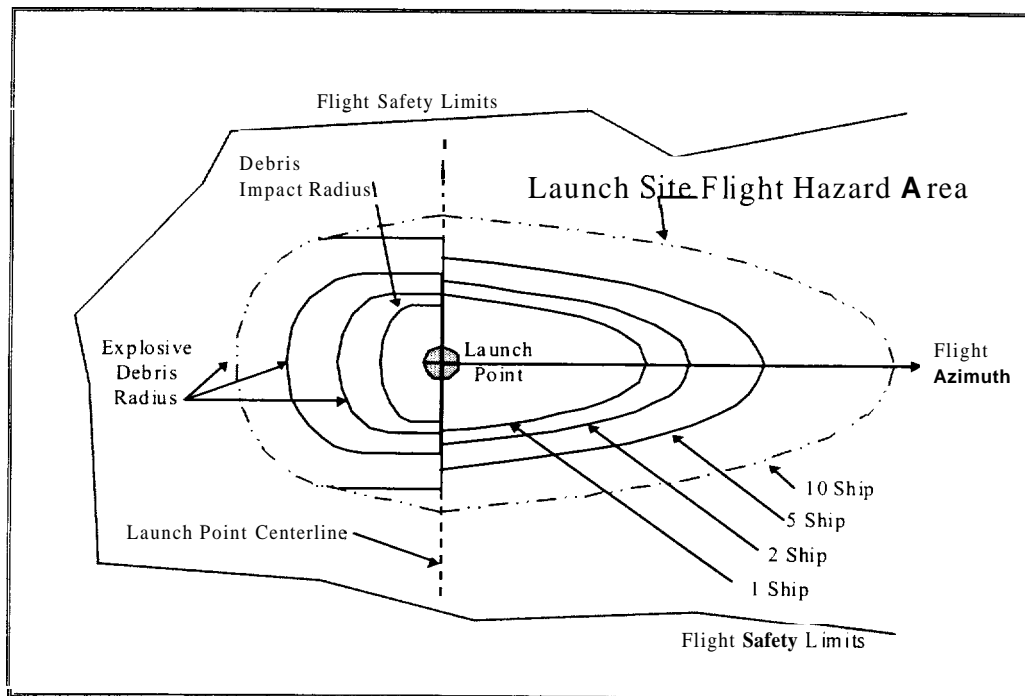 Flight Safety Limits
Debris
Impact Radius
Launch Site Flight Hazard Area
Explosive
Debris
Radius
Launch
Point
Flight
Azimuth
10 Ship
5 Ship
2 Ship
1 Ship
Launch Point Centerline
Flight Safety Limits